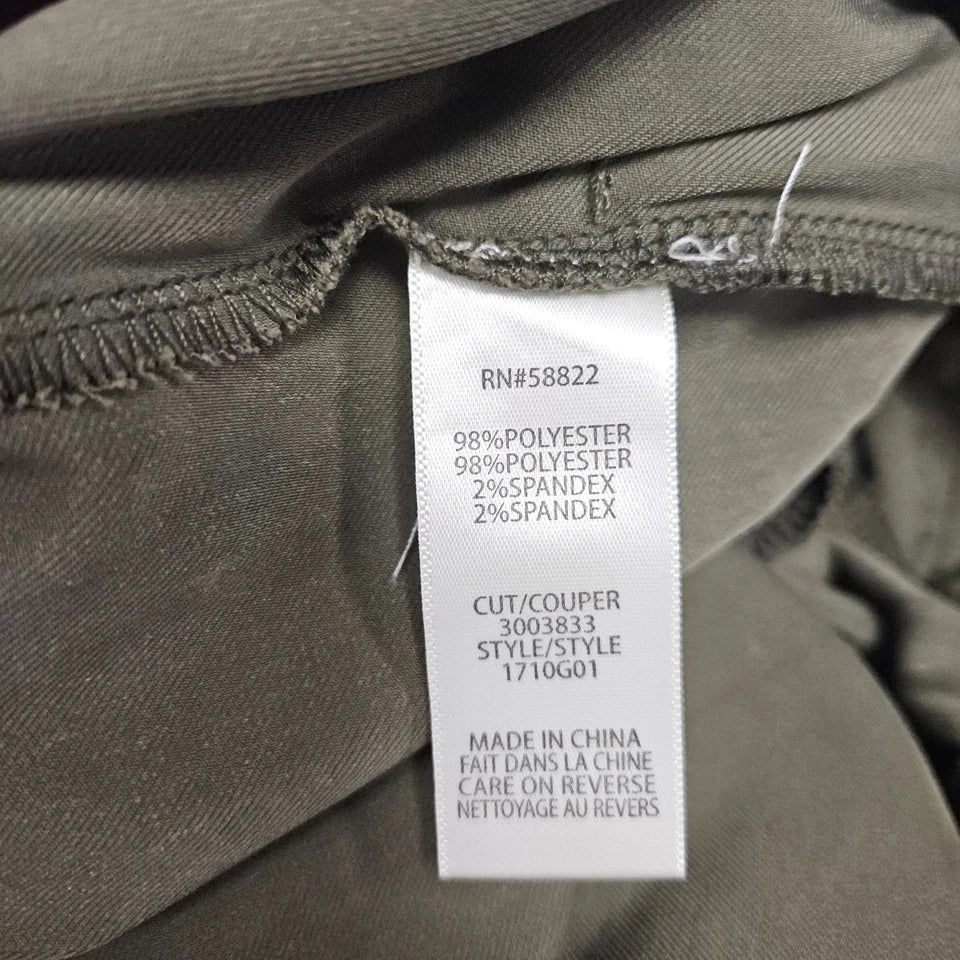 RN#58822
98%POLYESTER
98%POLYESTER
2%SPANDEX
2%SPANDEX
CUT/COUPER
3003833
STYLE/STYLE
1710G01
MADE IN CHINA
FAIT DANS LA CHINE
CARE ON REVERSE
NETTOYAGE AU REVERS